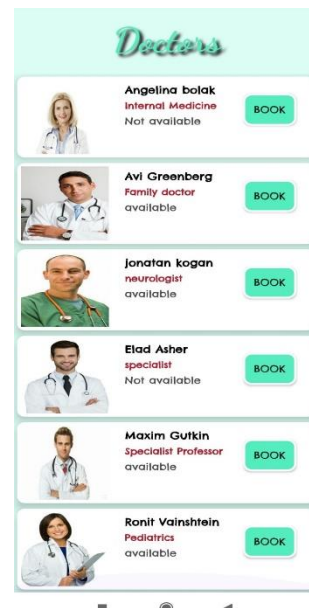 Doctors
Angelina bolak
Internal Medicine
Not available
BOOK
Avi Greenberg
Family doctor
available
BOOK
jonatan kogan
neurologist
available
BOOK
Elad Asher
specialist
Not available
BOOK
Maxim Gutkin
Specialist Professor
available
BOOK
Ronit Vainshtein
Pediatrics
available
BOOK